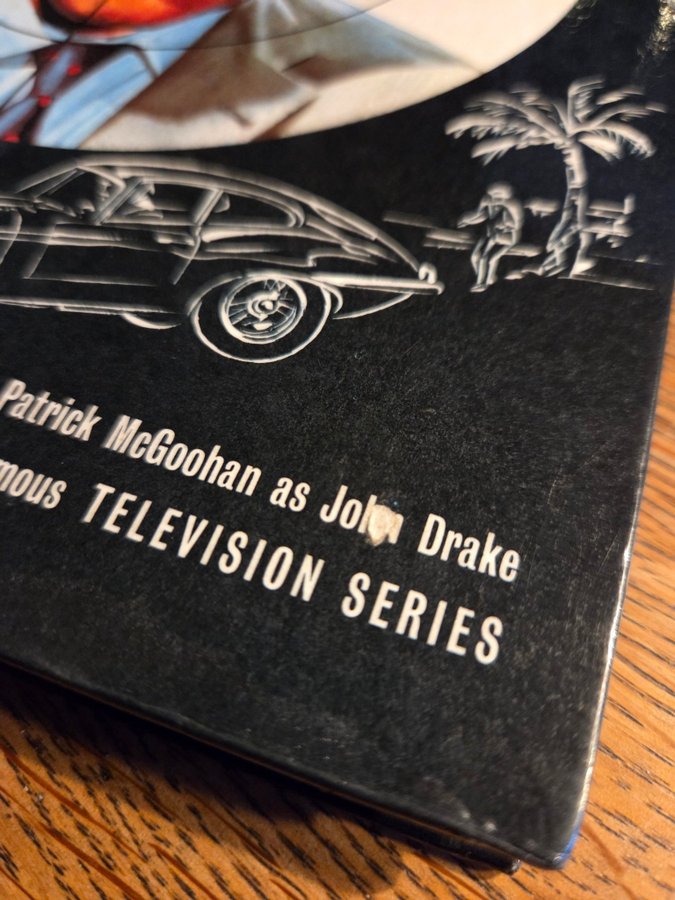 Patrick McGoohan as John Drake
mous TELEVISION SERIES